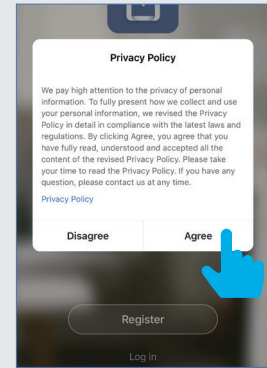 Privacy Policy
We pay high attention to the privacy of personal
information. To fully present how we collect and use
your personal information, we revised the Privacy
Policy in detail in compliance with the latest laws and
regulations. By clicking Agree, you agree that you
have fully read, understood and accepted all the
content of the revised Privacy Policy. Please take
your time to read the Privacy Policy. If you have any
question, please contact us at any time.
Privacy Policy
Disagree Agree
Register
Log in